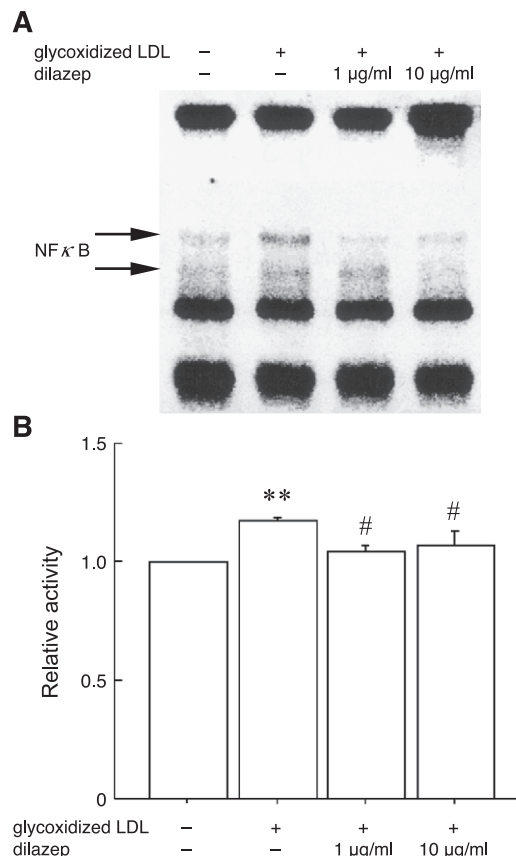 A
glycoxidized LDL − + + +
dilazep − − 1 µg/ml 10 µg/ml
NFκB
B
1.5
**
#
#
1.0
Relative activity
0.5
0
glycoxidized LDL − + + +
dilazep − − 1 µg/ml 10 µg/ml